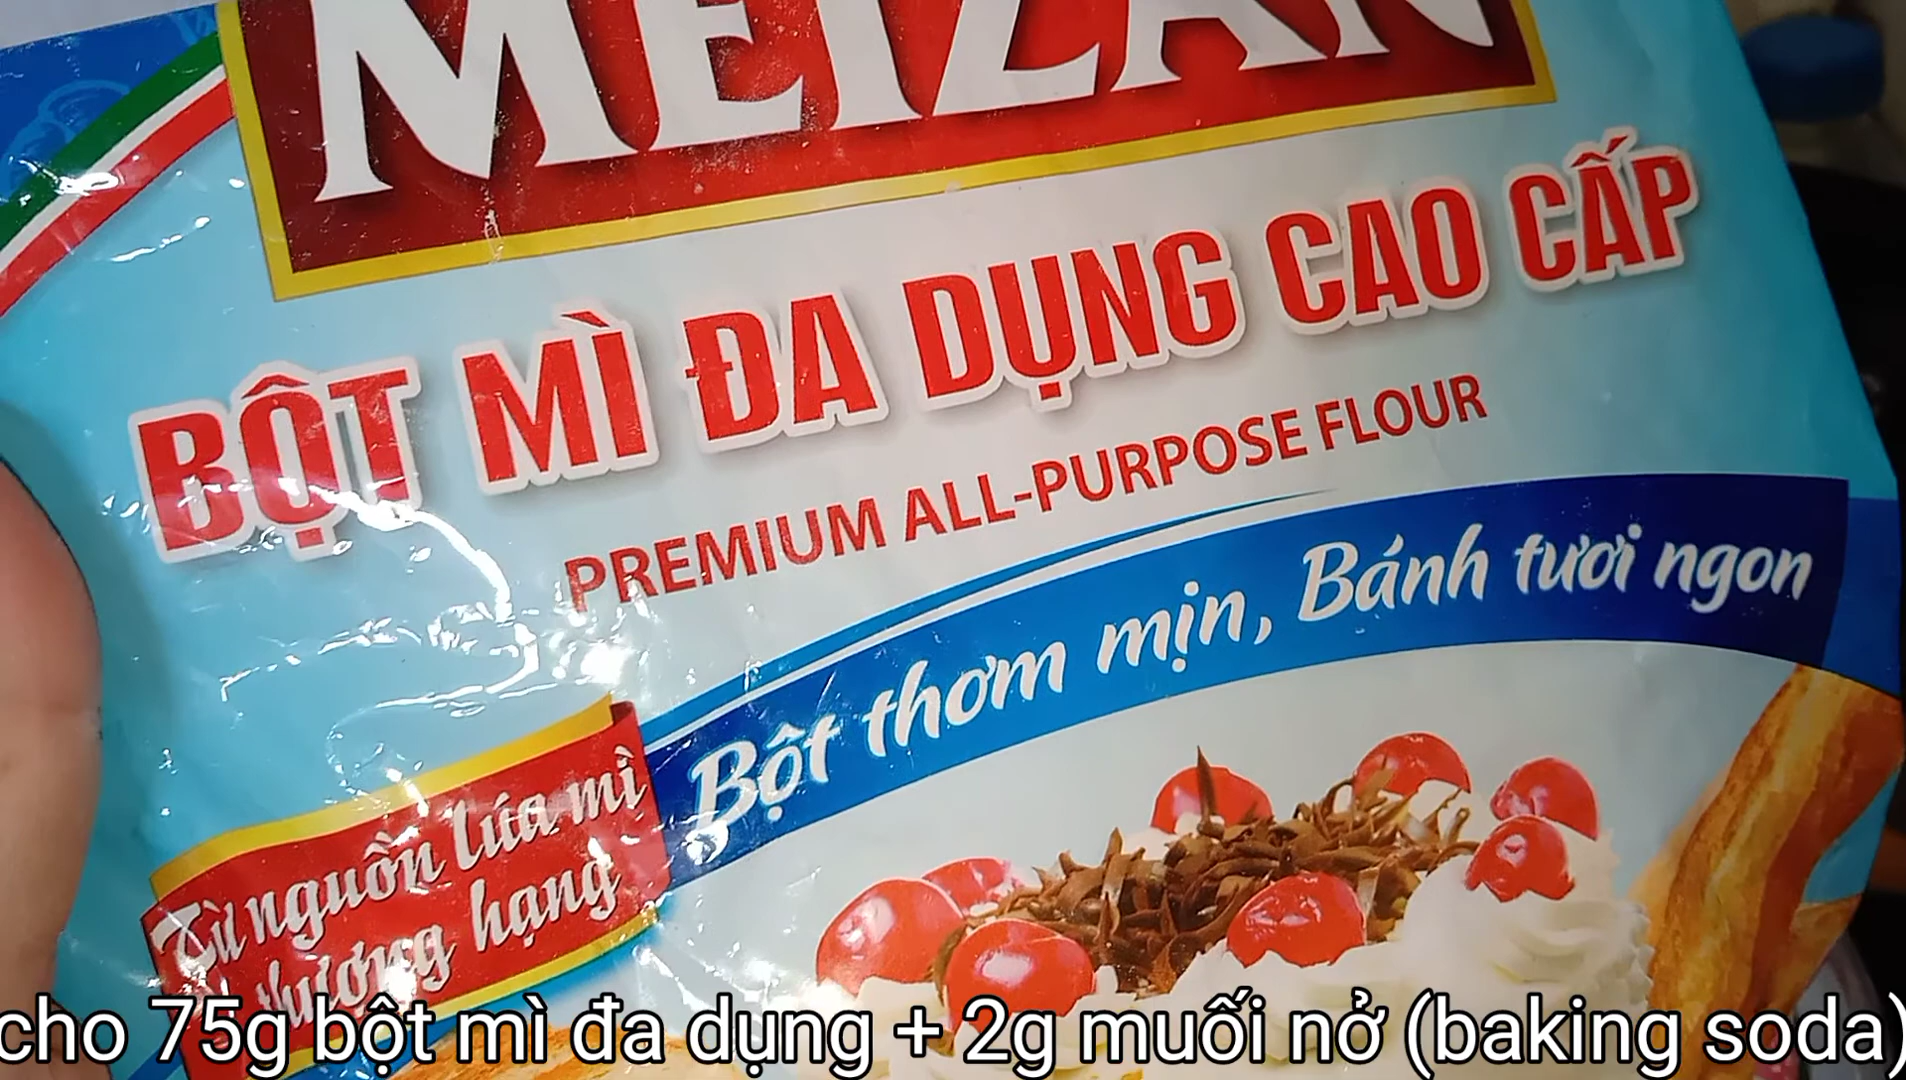 MEIZAN
BỘT MÌ ĐA DỤNG CAO CẤP
PREMIUM ALL-PURPOSE FLOUR
Bột thơm mịn, Bánh tươi ngon
Từ nguồn lúa mì
thượng hạng
cho 75g bột mì đa dụng + 2g muối nở (baking soda)